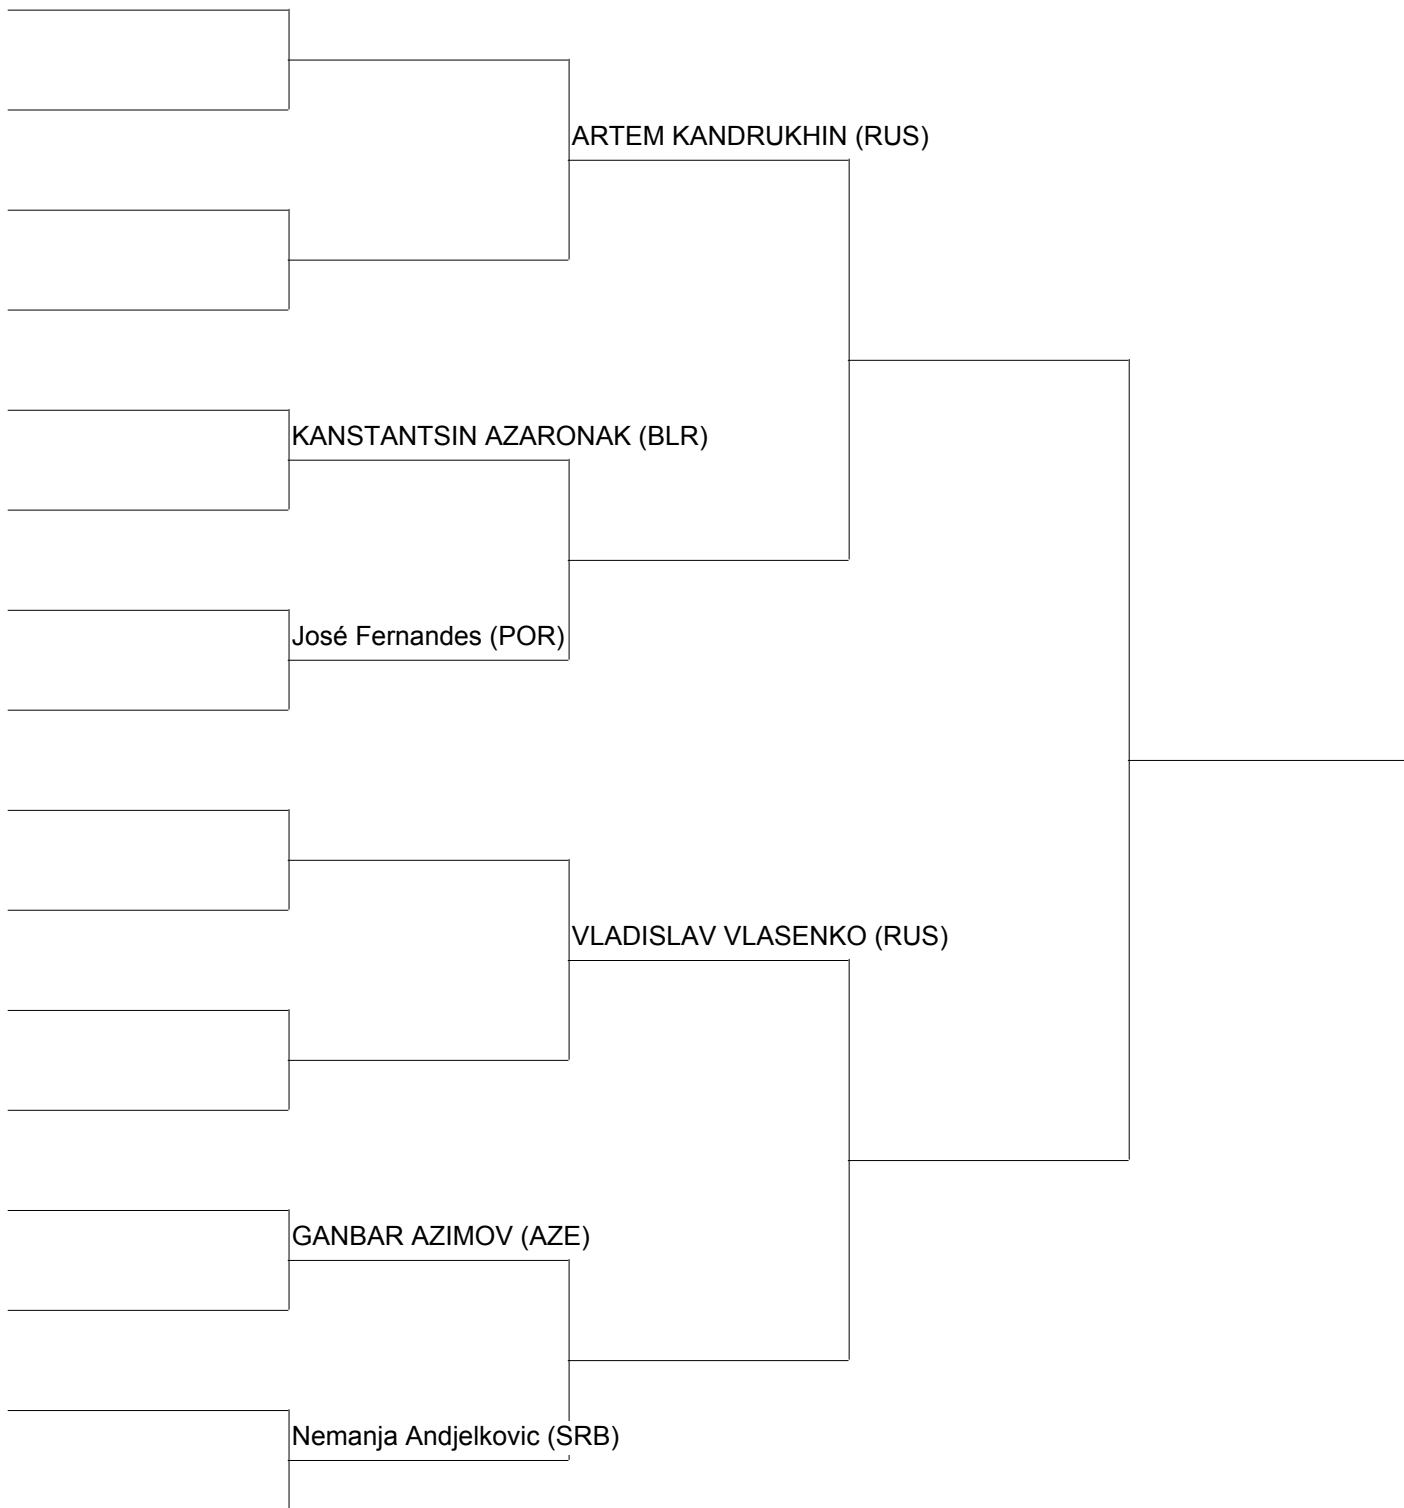 ARTEM KANDRUKHIN (RUS)
KANSTANTSIN AZARONAK (BLR)
José Fernandes (POR)
VLADISLAV VLASENKO (RUS)
GANBAR AZIMOV (AZE)
Nemanja Andjelkovic (SRB)